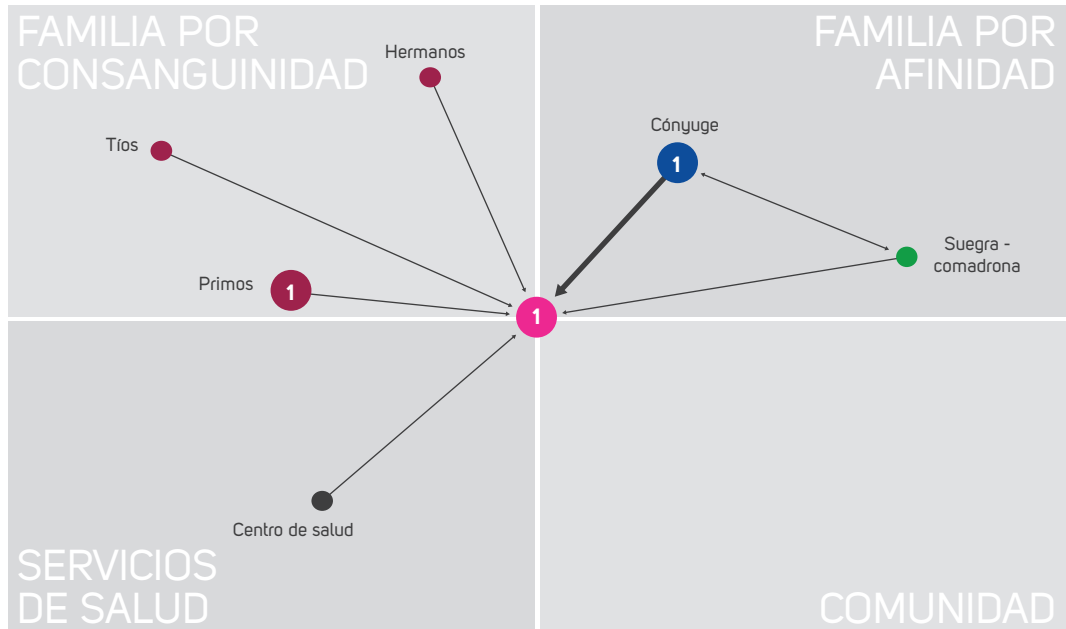 FAMILIA POR
CONSANGUINIDAD
Hermanos
Tíos
Primos
1
FAMILIA POR
AFINIDAD
Cónyuge
1
Suegra -
comadrona
1
Centro de salud
SERVICIOS
DE SALUD
COMUNIDAD